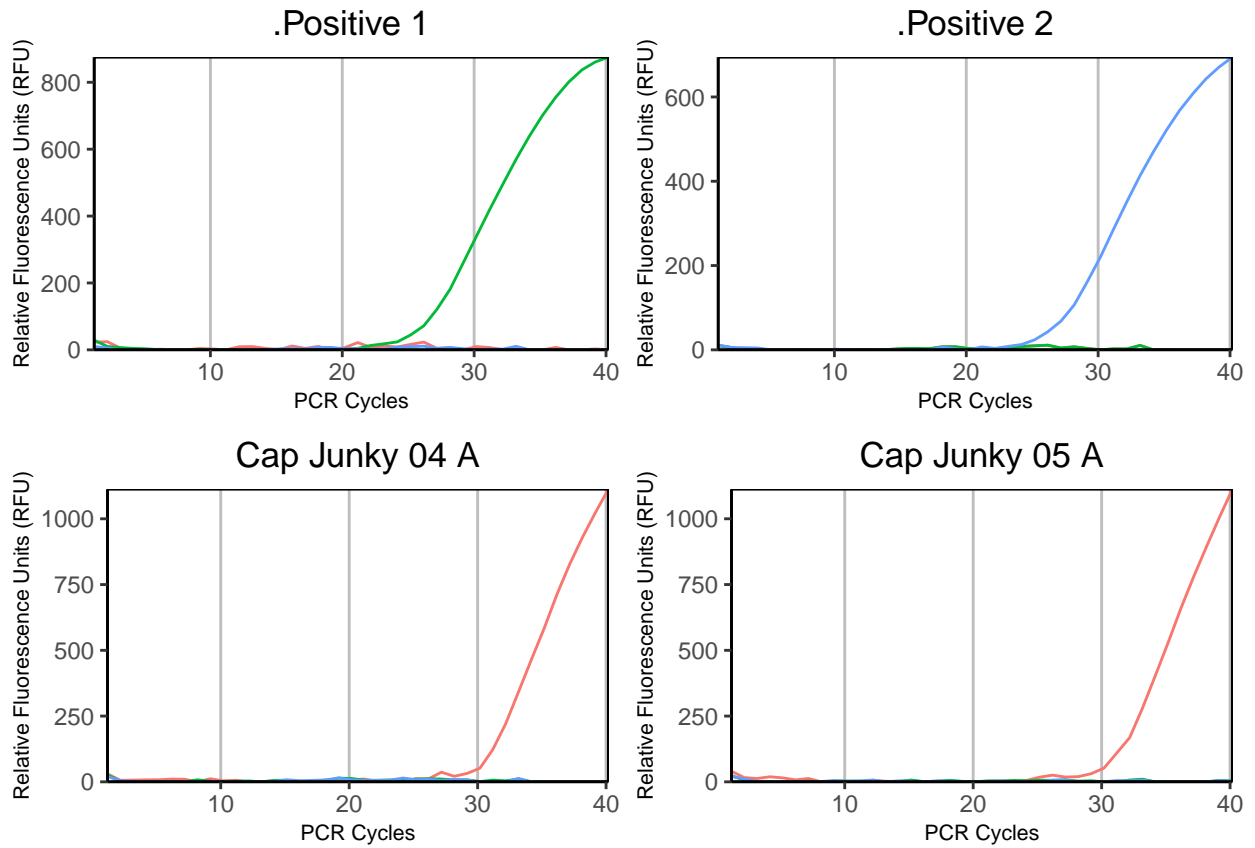 .Positive 1
Relative Fluorescence Units (RFU)
800
600
400
200
0
10
20
30
40
PCR Cycles
.Positive 2
Relative Fluorescence Units (RFU)
600
400
200
0
10
20
30
40
PCR Cycles
Cap Junky 04 A
Relative Fluorescence Units (RFU)
1000
750
500
250
0
10
20
30
40
PCR Cycles
Cap Junky 05 A
Relative Fluorescence Units (RFU)
1000
750
500
250
0
10
20
30
40
PCR Cycles